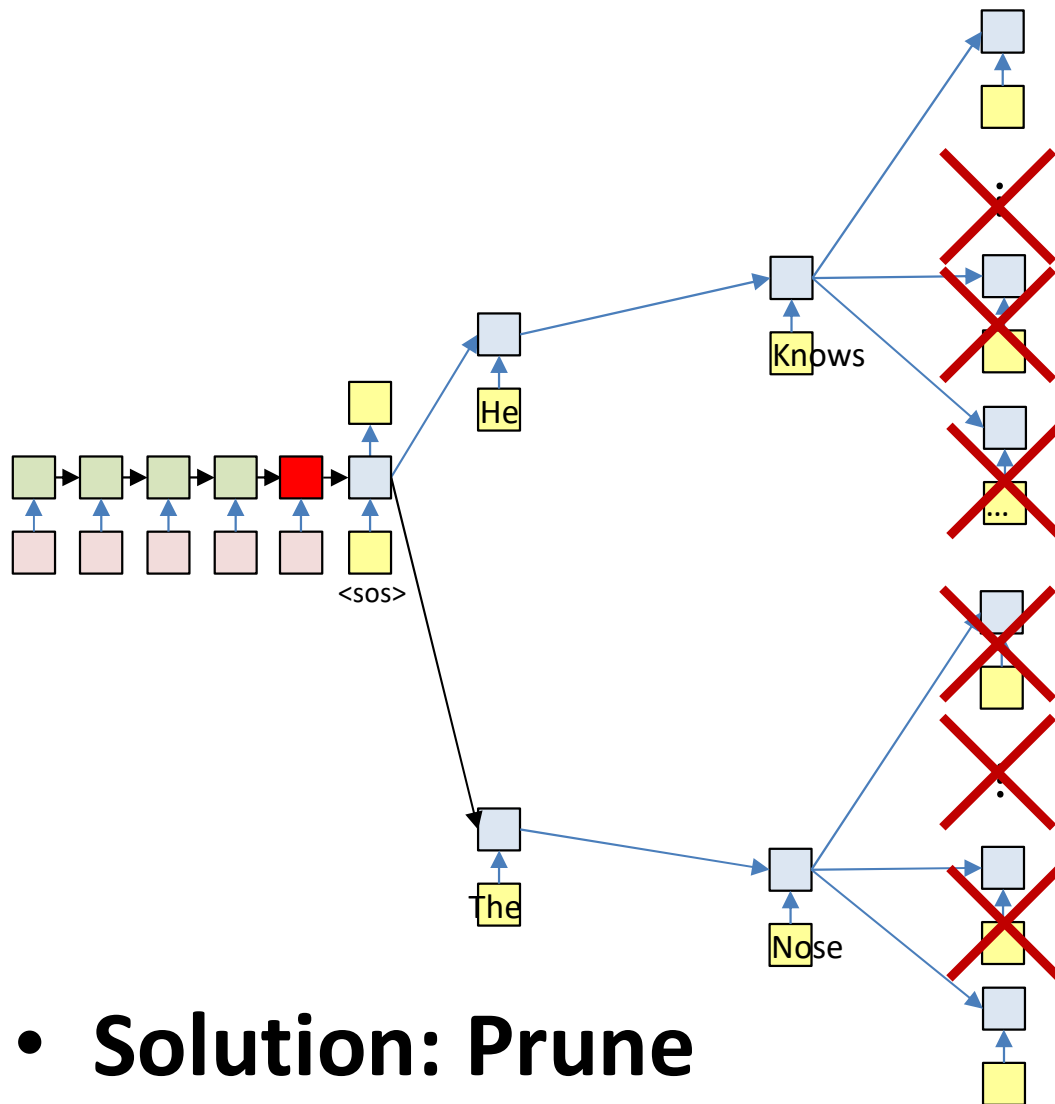 Knows
He
...
<sos>
The
Nose
• Solution: Prune